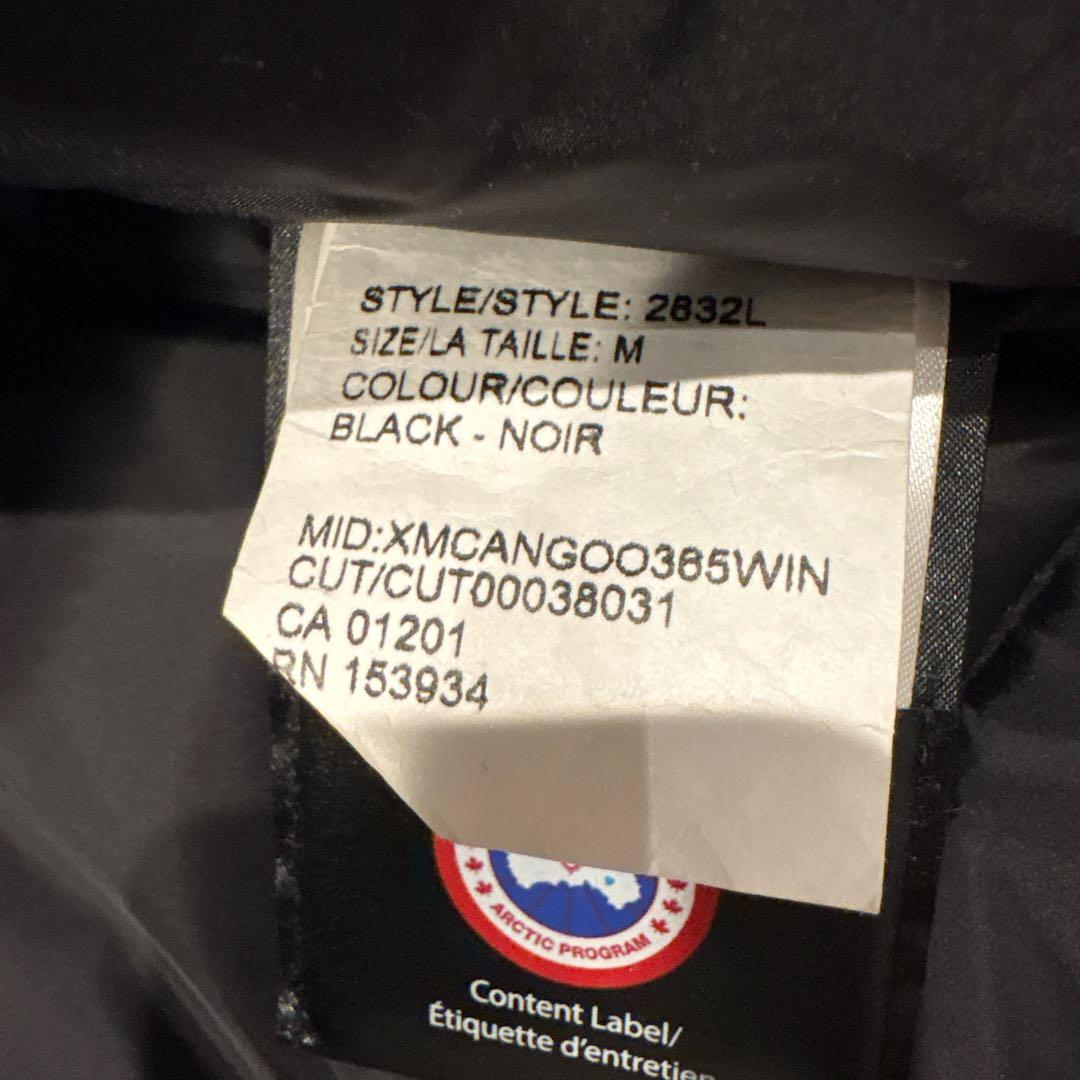 STYLE/STYLE: 2832L
SIZE/LA TAILLE: M
COLOUR/COULEUR:
BLACK - NOIR
MID:XMCANGOO365WIN
CUT/CUT00038031
CA 01201
RN 153934
ARCTIC PROGRAM
Content Label/
Étiquette d'entretien